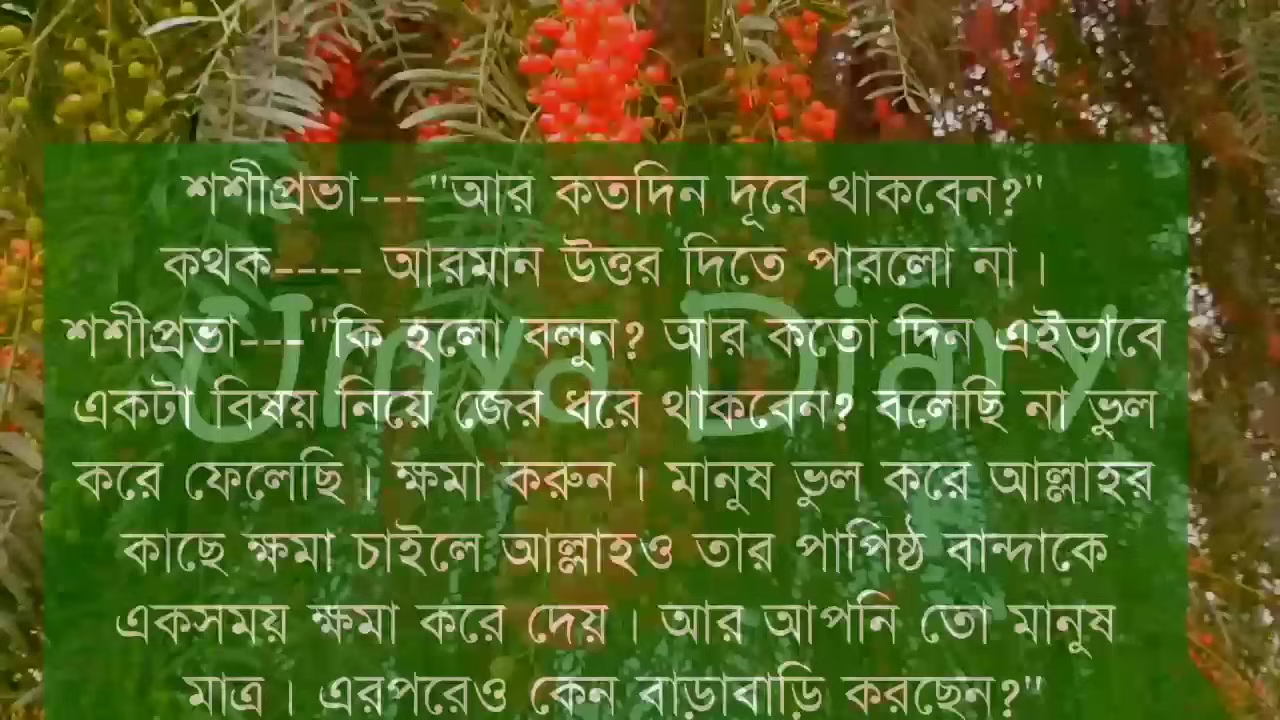 শশীপ্রভা--- "আর কতদিন দূরে থাকবেন?"
কথক---- আরমান উত্তর দিতে পারলো না ।
শশীপ্রভা--- "কি হলো বলুন? আর কতো দিন এইভাবে
একটা বিষয় নিয়ে জের ধরে থাকবেন? বলেছি না ভুল
করে ফেলেছি । ক্ষমা করুন । মানুষ ভুল করে আল্লাহর
কাছে ক্ষমা চাইলে আল্লাহও তার পাপিষ্ঠ বান্দাকে
একসময় ক্ষমা করে দেয় । আর আপনি তো মানুষ
মাত্র । এরপরেও কেন বাড়াবাড়ি করছেন?"
Umya Diary